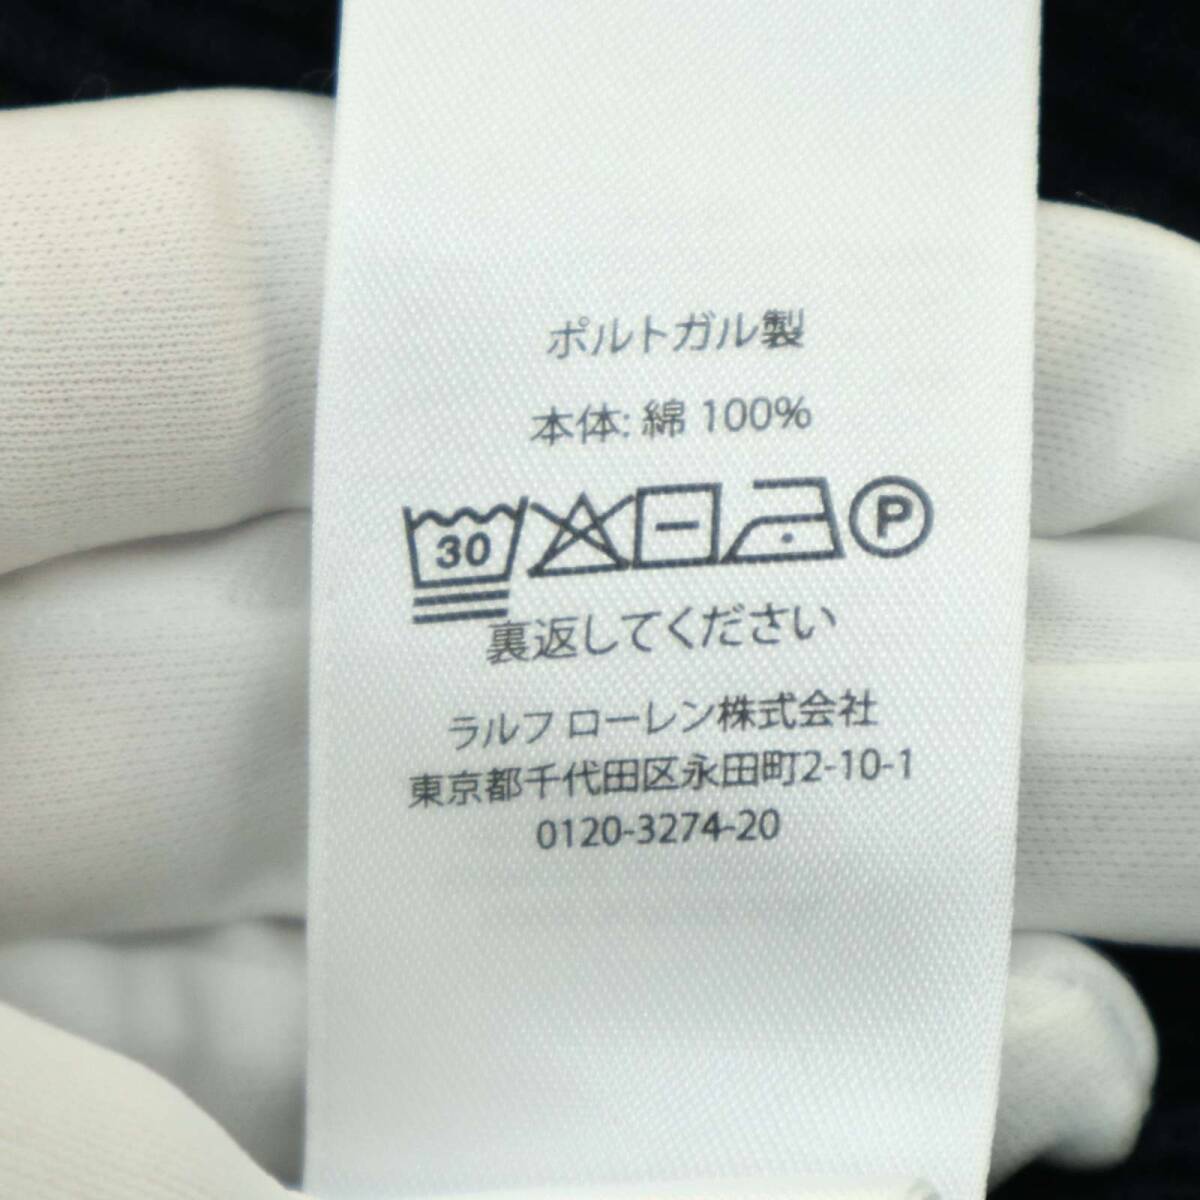 ポルトガル製
本体: 綿 100%
30 P
裏返してください
ラルフ ローレン株式会社
東京都千代田区永田町2-10-1
0120-3274-20